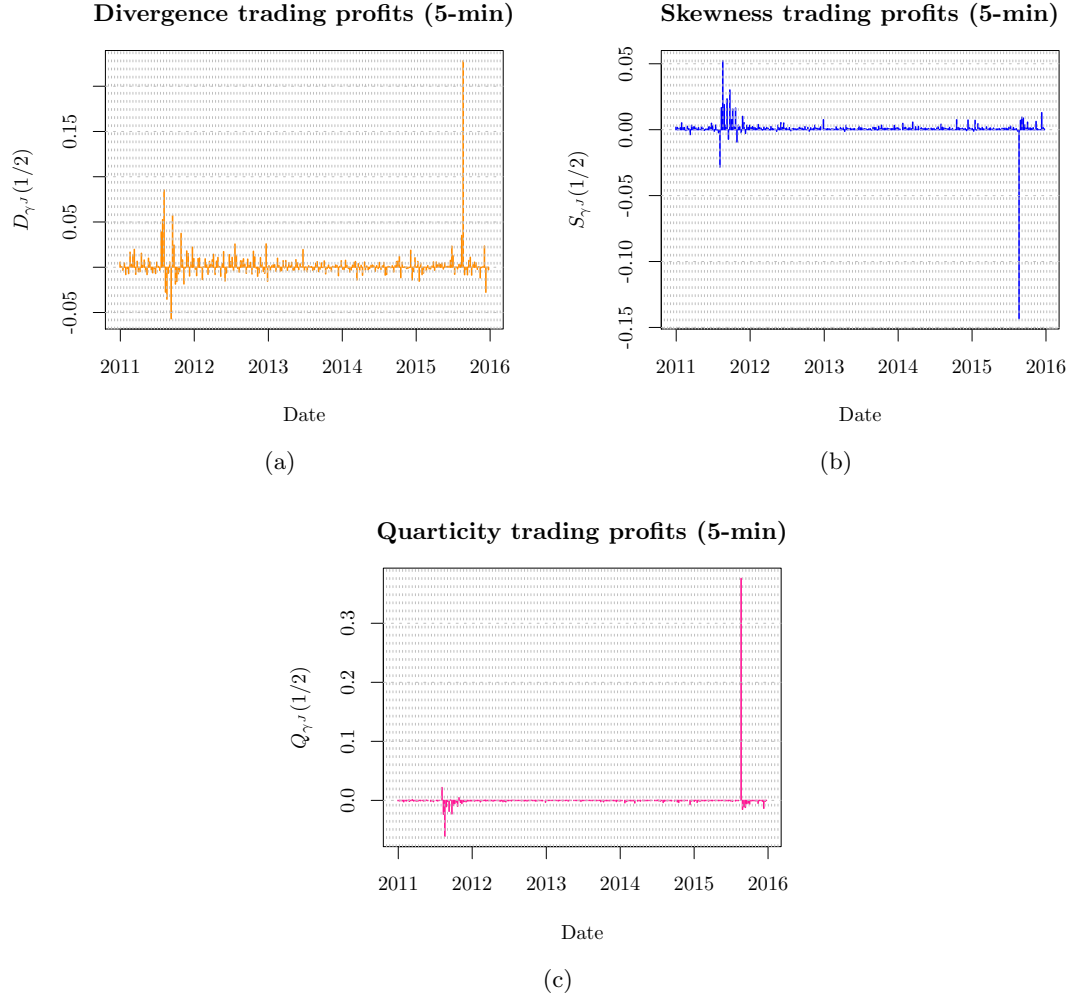 Divergence trading profits (5-min)
D_γ^J(1/2)
0.15
0.05
-0.05
2011 2012 2013 2014 2015 2016
Date
(a)
Skewness trading profits (5-min)
S_γ^J(1/2)
0.05
0.00
-0.05
-0.10
-0.15
2011 2012 2013 2014 2015 2016
Date
(b)
Quarticity trading profits (5-min)
Q_γ^J(1/2)
0.3
0.2
0.1
0.0
2011 2012 2013 2014 2015 2016
Date
(c)